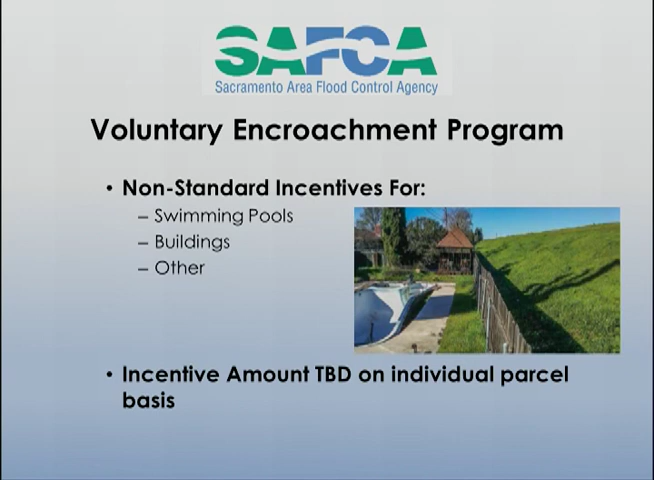 SAFCA
Sacramento Area Flood Control Agency
Voluntary Encroachment Program
• Non-Standard Incentives For:
– Swimming Pools
– Buildings
– Other
• Incentive Amount TBD on individual parcel
basis